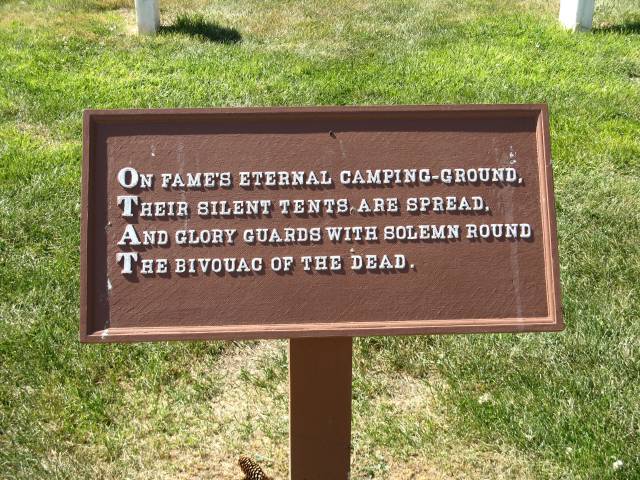 On fame's eternal camping-ground,
Their silent tents are spread.
And glory guards with solemn round
The bivouac of the dead.